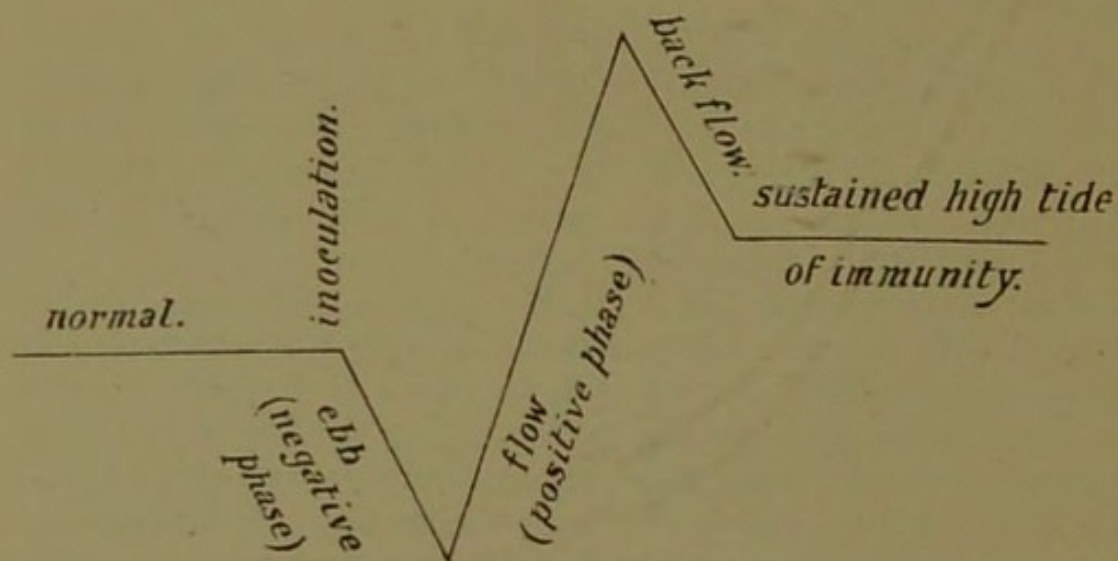 normal.
inoculation.
ebb
(negative
phase)
flow
(positive phase)
back flow.
sustained high tide
of immunity.